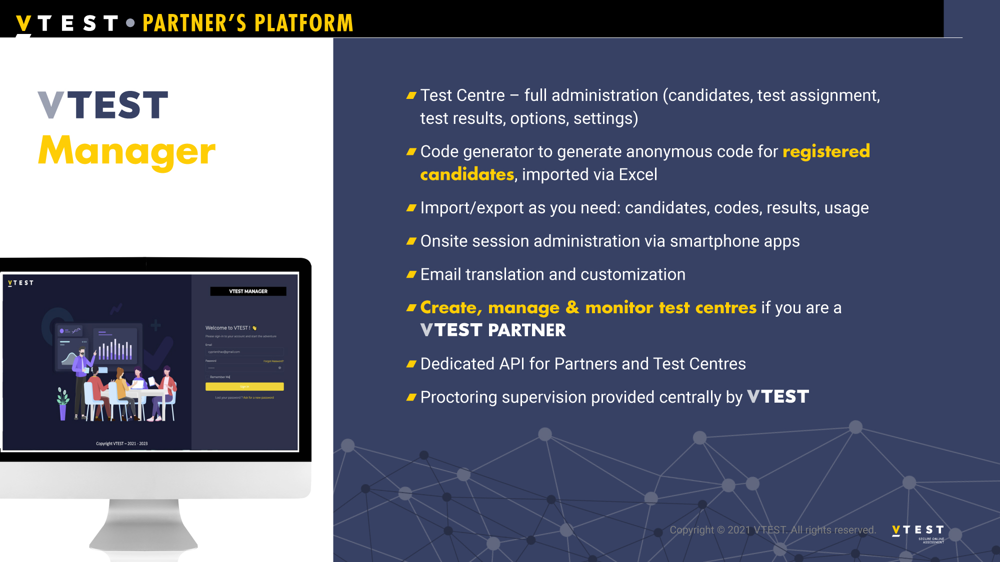 VTEST • PARTNER’S PLATFORM
VTEST
Manager
Test Centre – full administration (candidates, test assignment,
test results, options, settings)
Code generator to generate anonymous code for registered
candidates, imported via Excel
Import/export as you need: candidates, codes, results, usage
Onsite session administration via smartphone apps
Email translation and customization
Create, manage & monitor test centres if you are a
VTEST PARTNER
Dedicated API for Partners and Test Centres
Proctoring supervision provided centrally by VTEST
VTEST
VTEST MANAGER
Welcome to VTEST ! 👋
Please sign-in to your account and start the adventure
Email
cyprienthao@gmail.com
Password
Forgot Password?
Remember Me
Sign in
Lost your password ? Ask for a new password
Copyright VTEST – 2021 - 2023
Copyright © 2021 VTEST. All rights reserved.
VTEST
SECURE ONLINE
ASSESSMENT